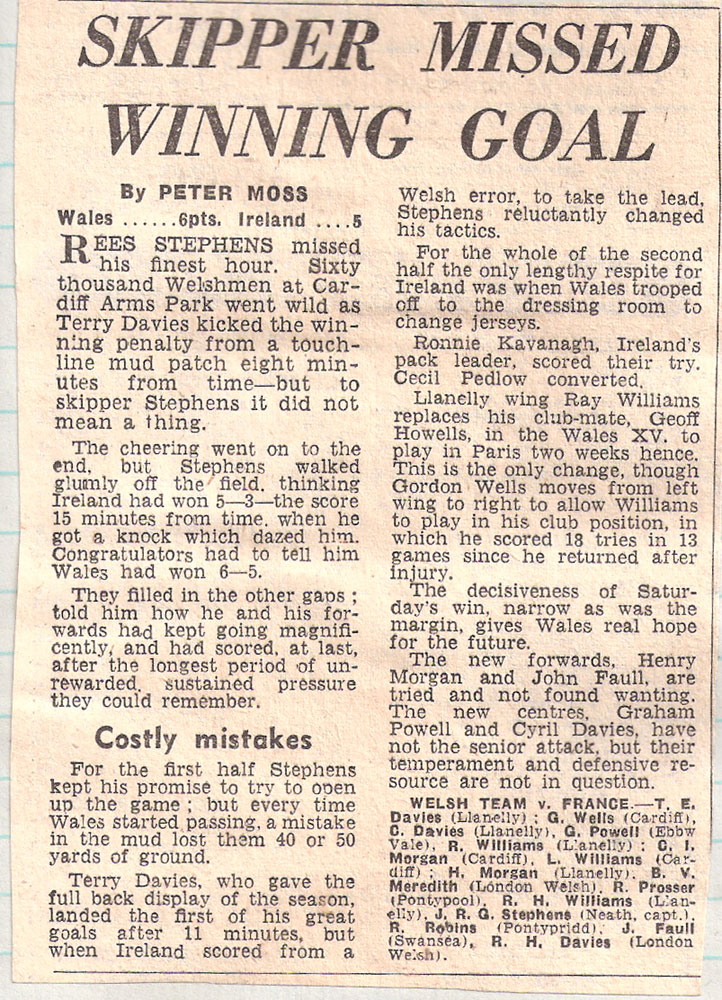 SKIPPER MISSED
WINNING GOAL
By PETER MOSS
Wales ......6pts. Ireland ....5
REES STEPHENS missed
his finest hour. Sixty
thousand Welshmen at Car-
diff Arms Park went wild as
Terry Davies kicked the win-
ning penalty from a touch-
line mud patch eight min-
utes from time—but to
skipper Stephens it did not
mean a thing.
The cheering went on to the
end, but Stephens walked
glumly off the field, thinking
Ireland had won 5—3—the score
15 minutes from time, when he
got a knock which dazed him.
Congratulators had to tell him
Wales had won 6—5.
They filled in the other gaps;
told him how he and his for-
wards had kept going magnifi-
cently, and had scored, at last,
after the longest period of un-
rewarded, sustained pressure
they could remember.
Costly mistakes
For the first half Stephens
kept his promise to try to open
up the game; but every time
Wales started passing, a mistake
in the mud lost them 40 or 50
yards of ground.
Terry Davies, who gave the
full back display of the season,
landed the first of his great
goals after 11 minutes, but
when Ireland scored from a
Welsh error, to take the lead,
Stephens reluctantly changed
his tactics.
For the whole of the second
half the only lengthy respite for
Ireland was when Wales trooped
off to the dressing room to
change jerseys.
Ronnie Kavanagh, Ireland's
pack leader, scored their try.
Cecil Pedlow converted.
Llanelly wing Ray Williams
replaces his club-mate, Geoff
Howells, in the Wales XV. to
play in Paris two weeks hence.
This is the only change, though
Gordon Wells moves from left
wing to right to allow Williams
to play in his club position, in
which he scored 18 tries in 13
games since he returned after
injury.
The decisiveness of Satur-
day's win, narrow as was the
margin, gives Wales real hope
for the future.
The new forwards, Henry
Morgan and John Faull, are
tried and not found wanting.
The new centres, Graham
Powell and Cyril Davies, have
not the senior attack, but their
temperament and defensive re-
source are not in question.
WELSH TEAM v. FRANCE.—T. E.
Davies (Llanelly); G. Wells (Cardiff),
C. Davies (Llanelly), G. Powell (Ebbw
Vale), R. Williams (Llanelly); C. I.
Morgan (Cardiff), L. Williams (Car-
diff); H. Morgan (Llanelly), B. V.
Meredith (London Welsh), R. Prosser
(Pontypool), R. H. Williams (Llan-
elly), J. R. G. Stephens (Neath, capt.),
R. Robins (Pontypridd), J. Faull
(Swansea), R. H. Davies (London
Welsh).